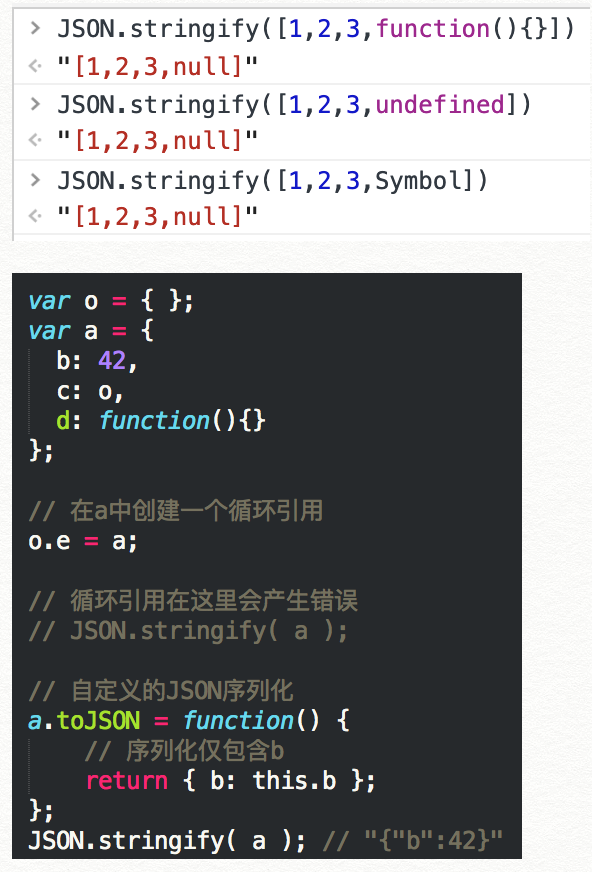 > JSON.stringify([1,2,3,function(){}])
"[1,2,3,null]"
> JSON.stringify([1,2,3,undefined])
"[1,2,3,null]"
> JSON.stringify([1,2,3,Symbol])
"[1,2,3,null]"
var o = { };
var a = {
  b: 42,
  c: o,
  d: function(){}
};
// 在a中创建一个循环引用
o.e = a;
// 循环引用在这里会产生错误
// JSON.stringify( a );
// 自定义的JSON序列化
a.toJSON = function() {
    // 序列化仅包含b
    return { b: this.b };
};
JSON.stringify( a ); // "{"b":42}"